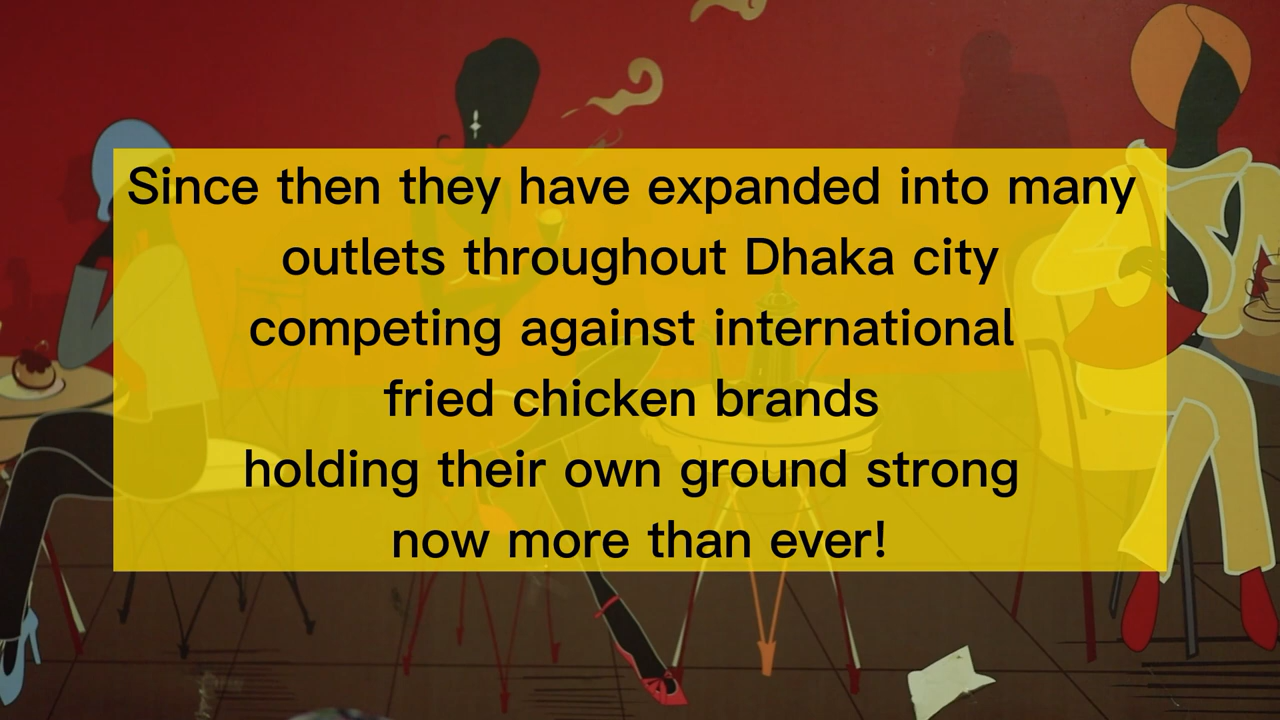 Since then they have expanded into many
outlets throughout Dhaka city
competing against international
fried chicken brands
holding their own ground strong
now more than ever!